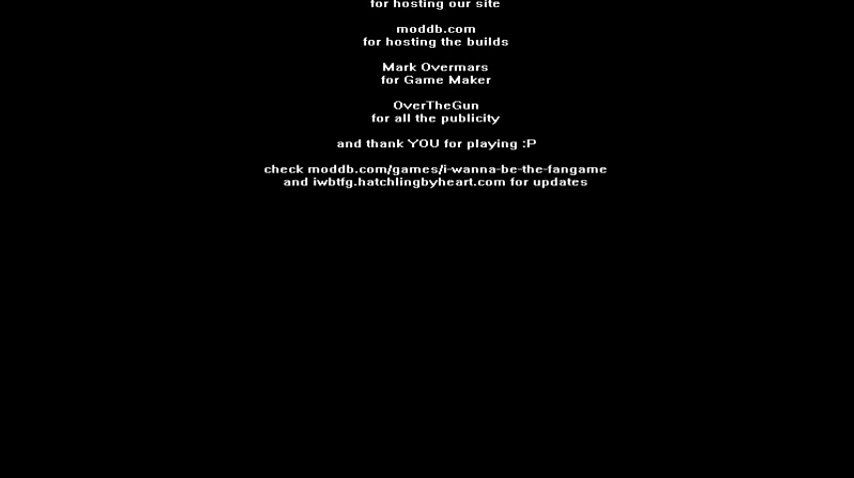 for hosting our site
moddb.com
for hosting the builds
Mark Overmars
for Game Maker
OverTheGun
for all the publicity
and thank YOU for playing :P
check moddb.com/games/i-wanna-be-the-fangame
and iwbtfg.hatchlingbyheart.com for updates